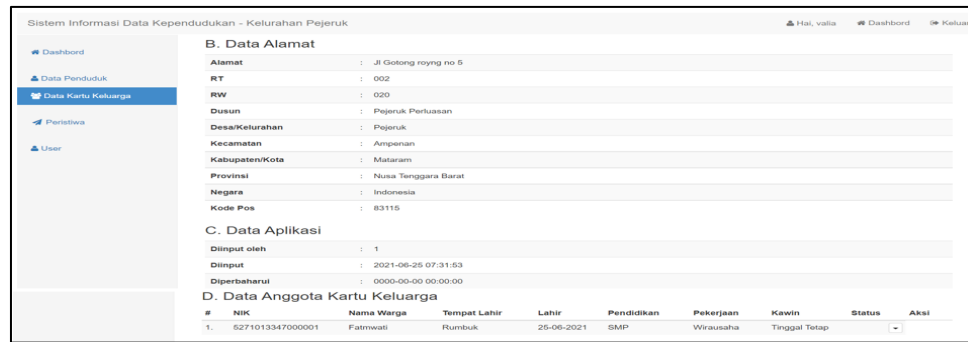 Sistem Informasi Data Kependudukan - Kelurahan Pejeruk
Hai, valia Dashbord Keluar
Dashbord
Data Penduduk
Data Kartu Keluarga
Peristiwa
User
B. Data Alamat
Alamat : Jl Gotong royng no 5
RT : 002
RW : 020
Dusun : Pejeruk Perluasan
Desa/Kelurahan : Pejeruk
Kecamatan : Ampenan
Kabupaten/Kota : Mataram
Provinsi : Nusa Tenggara Barat
Negara : Indonesia
Kode Pos : 83115
C. Data Aplikasi
Diinput oleh : 1
Diinput : 2021-06-25 07:31:53
Diperbaharui : 0000-00-00 00:00:00
D. Data Anggota Kartu Keluarga
# NIK Nama Warga Tempat Lahir Lahir Pendidikan Pekerjaan Kawin Status Aksi
1. 5271013347000001 Fatmwati Rumbuk 25-06-2021 SMP Wirausaha Tinggal Tetap